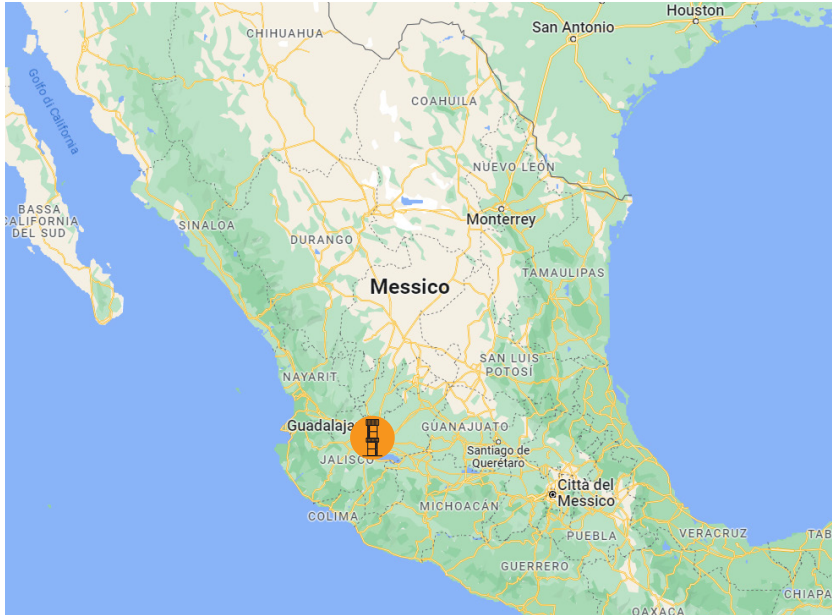 Houston
San Antonio
CHIHUAHUA
Golfo di California
COAHUILA
NUEVO LEÓN
BASSA
CALIFORNIA
DEL SUD
SINALOA
Monterrey
DURANGO
TAMAULIPAS
Messico
SAN LUIS
POTOSÍ
NAYARIT
Guadalaja
GUANAJUATO
Santiago de
Querétaro
JALISCO
Città del
Messico
MICHOACÁN
COLIMA
PUEBLA
VERACRUZ
TAB
GUERRERO
CHIAPA
OAXACA